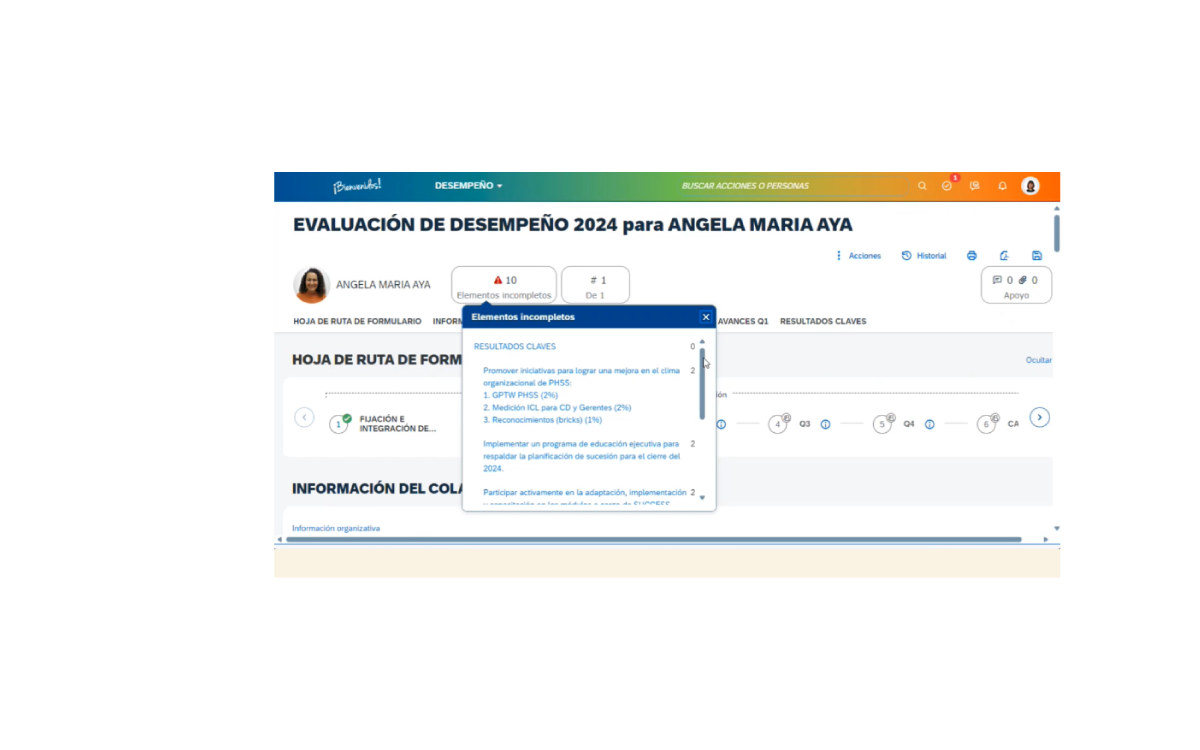 ¡Bienvenidos!
DESEMPEÑO
BUSCAR ACCIONES O PERSONAS
1
EVALUACIÓN DE DESEMPEÑO 2024 para ANGELA MARIA AYA
Acciones
Historial
ANGELA MARIA AYA
10
Elementos incompletos
# 1
De 1
0
0
Apoyo
HOJA DE RUTA DE FORMULARIO
INFORM
AVANCES Q1
RESULTADOS CLAVES
Elementos incompletos
RESULTADOS CLAVES 0
Promover iniciativas para lograr una mejora en el clima 2
organizacional de PHSS:
1. GPTW PHSS (2%)
2. Medición ICL para CD y Gerentes (2%)
3. Reconocimientos (bricks) (1%)
Implementar un programa de educación ejecutiva para 2
respaldar la planificación de sucesión para el cierre del
2024.
Participar activamente en la adaptación, implementación 2
HOJA DE RUTA DE FORM
Ocultar
ión
1
FIJACIÓN E
INTEGRACIÓN DE...
4
Q3
5
Q4
6
CA
INFORMACIÓN DEL COLA
Información organizativa